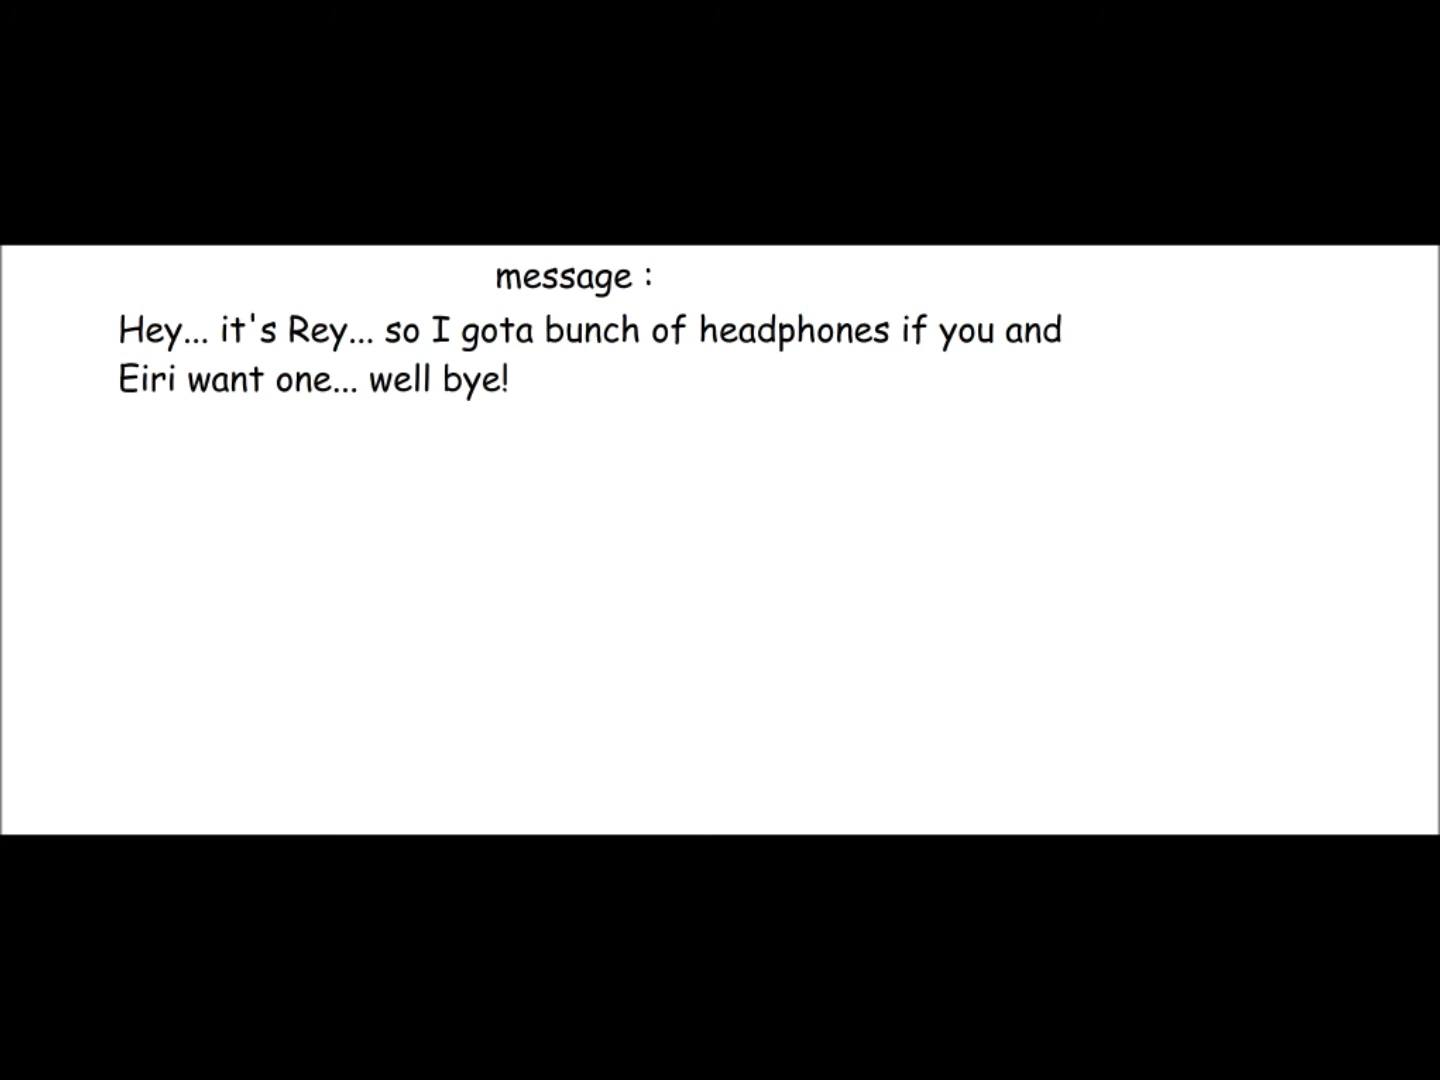 message :
Hey... it's Rey... so I gota bunch of headphones if you and
Eiri want one... well bye!